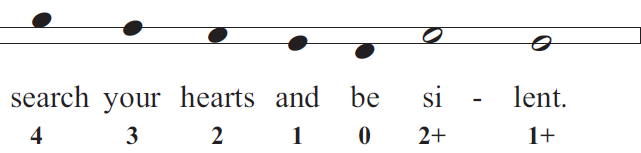 search your hearts and be si - lent.
4 3 2 1 0 2+ 1+